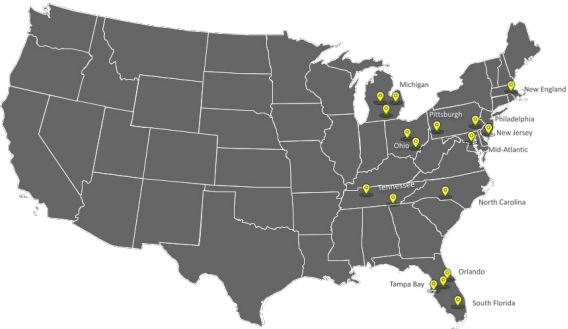 Michigan
New England
Pittsburgh
Philadelphia
New Jersey
Ohio
Mid-Atlantic
Tennessee
North Carolina
Orlando
Tampa Bay
South Florida